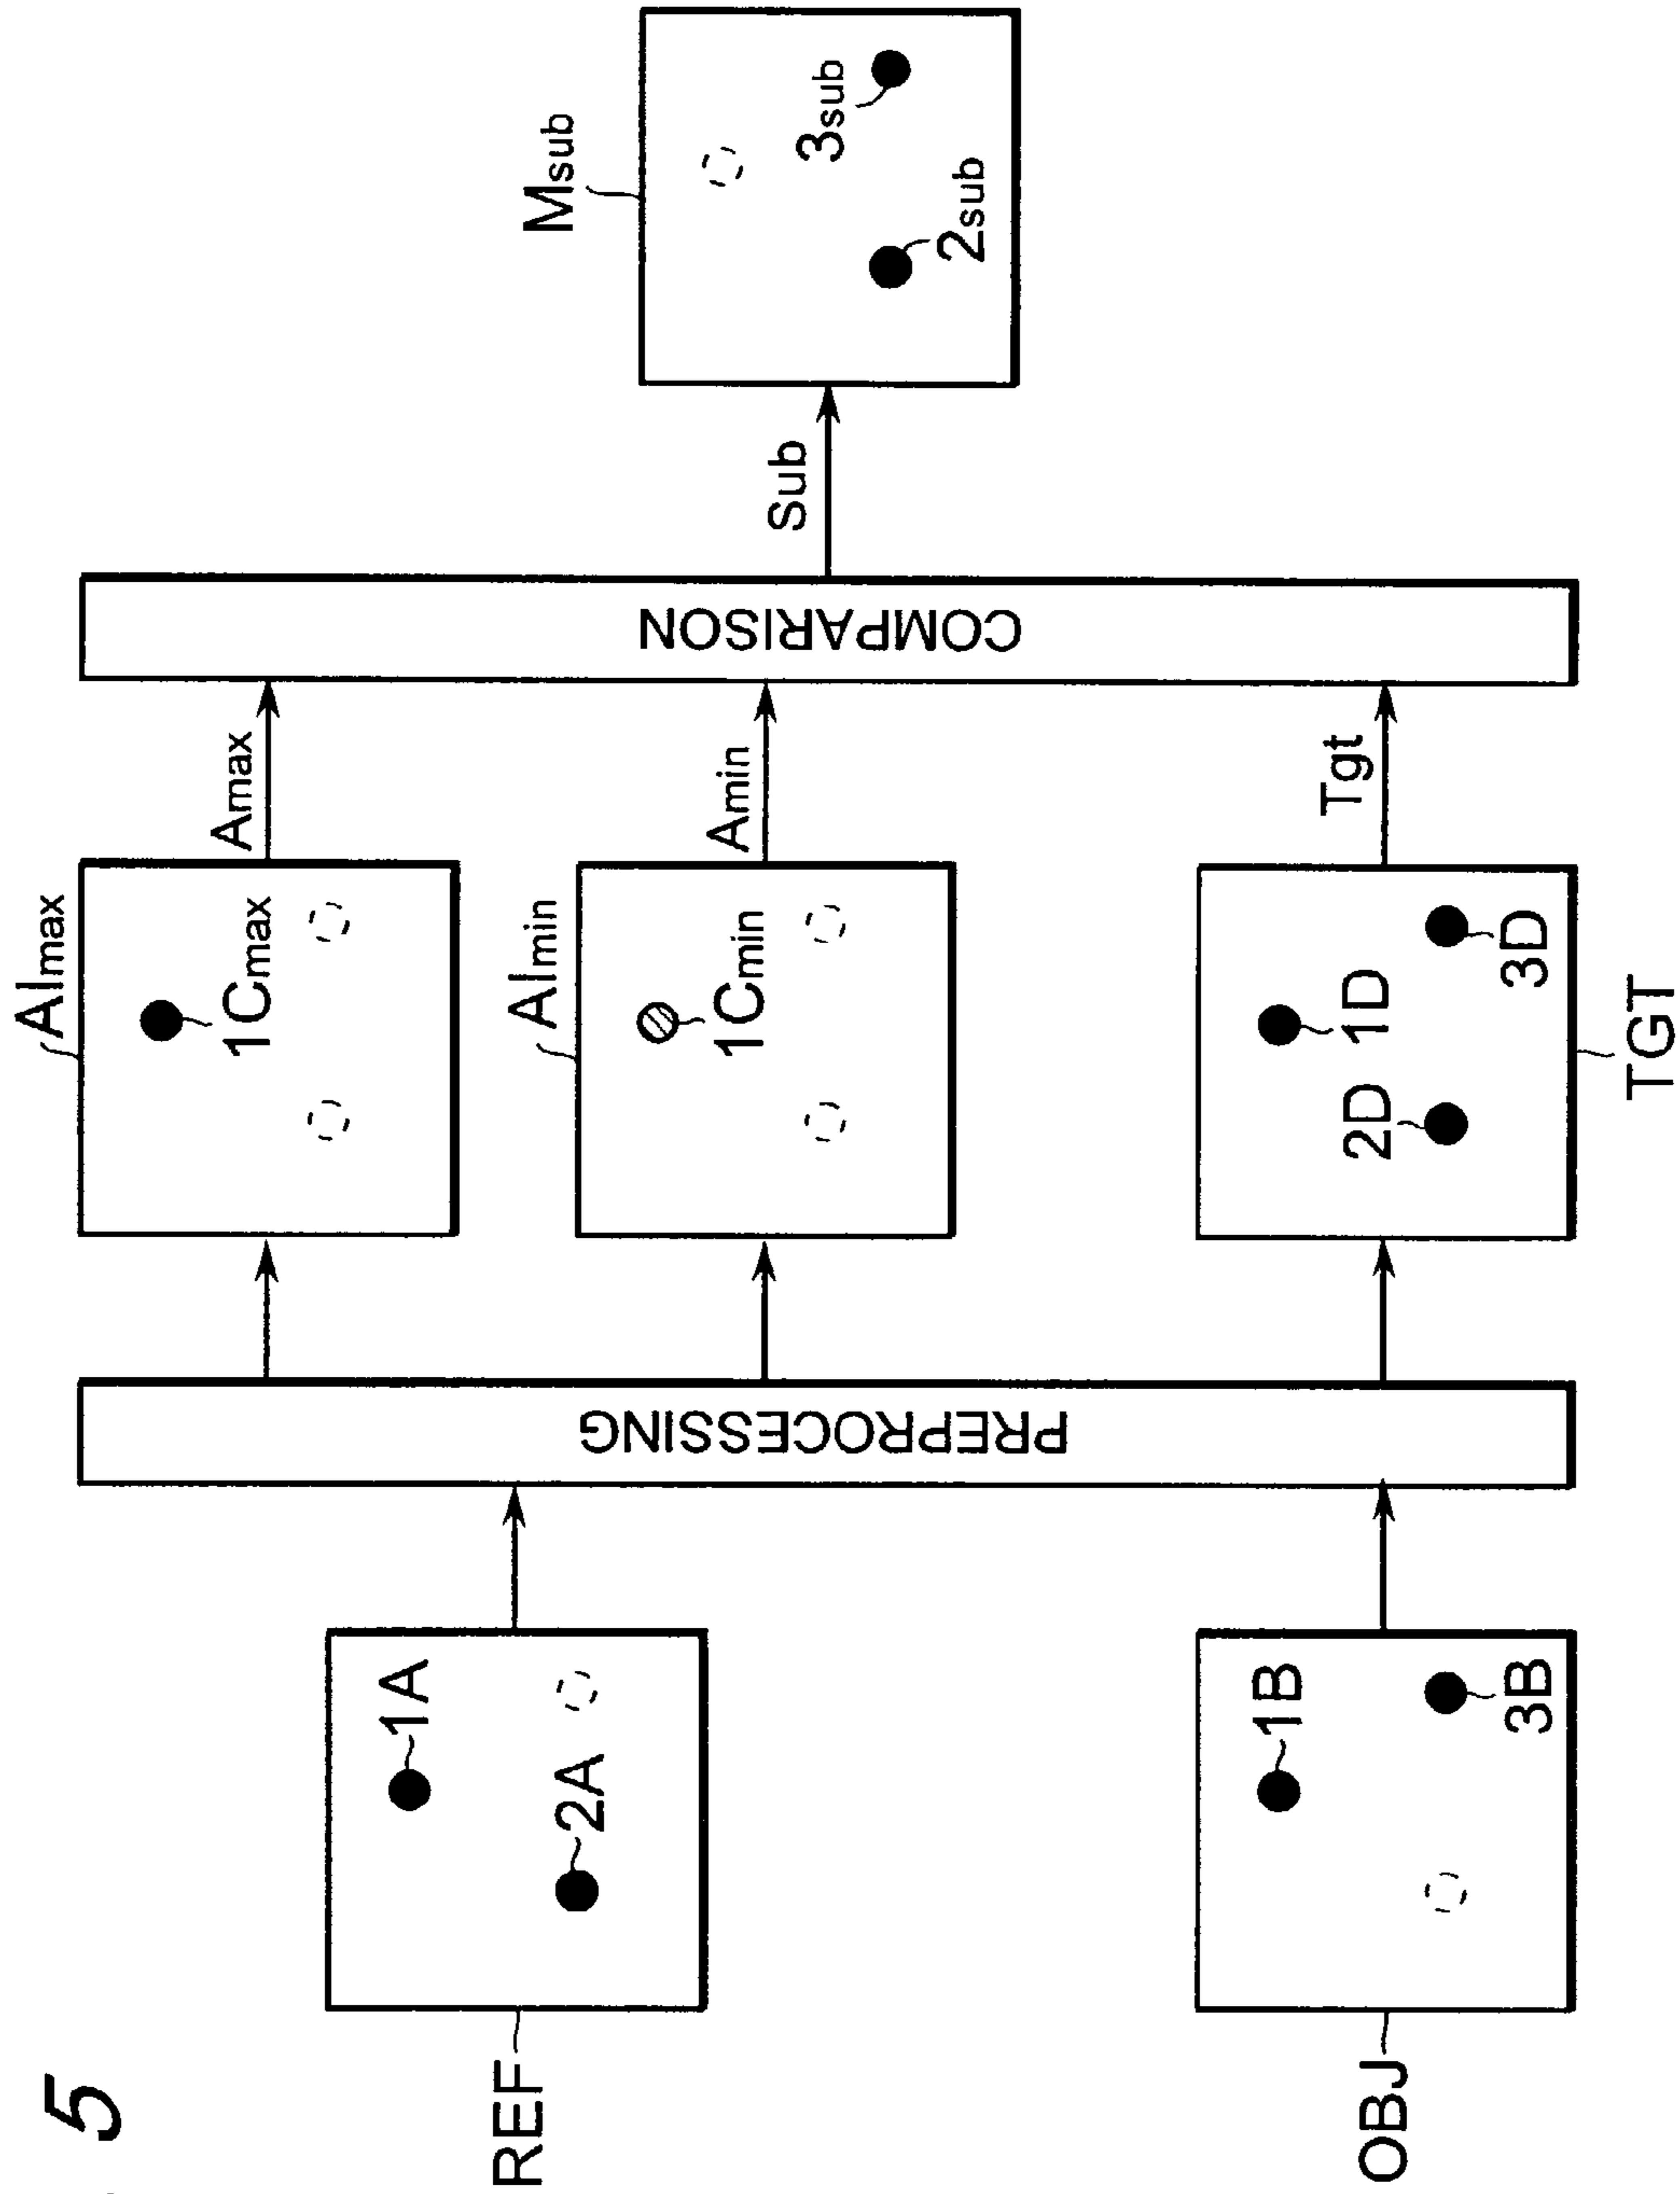 5
REF
1A
2A
OBJ
1B
3B
PREPROCESSING
AImax
1Cmax
AImin
1Cmin
2D
1D
3D
TGT
Amax
Amin
Tgt
COMPARISON
Sub
Msub
2sub
3sub